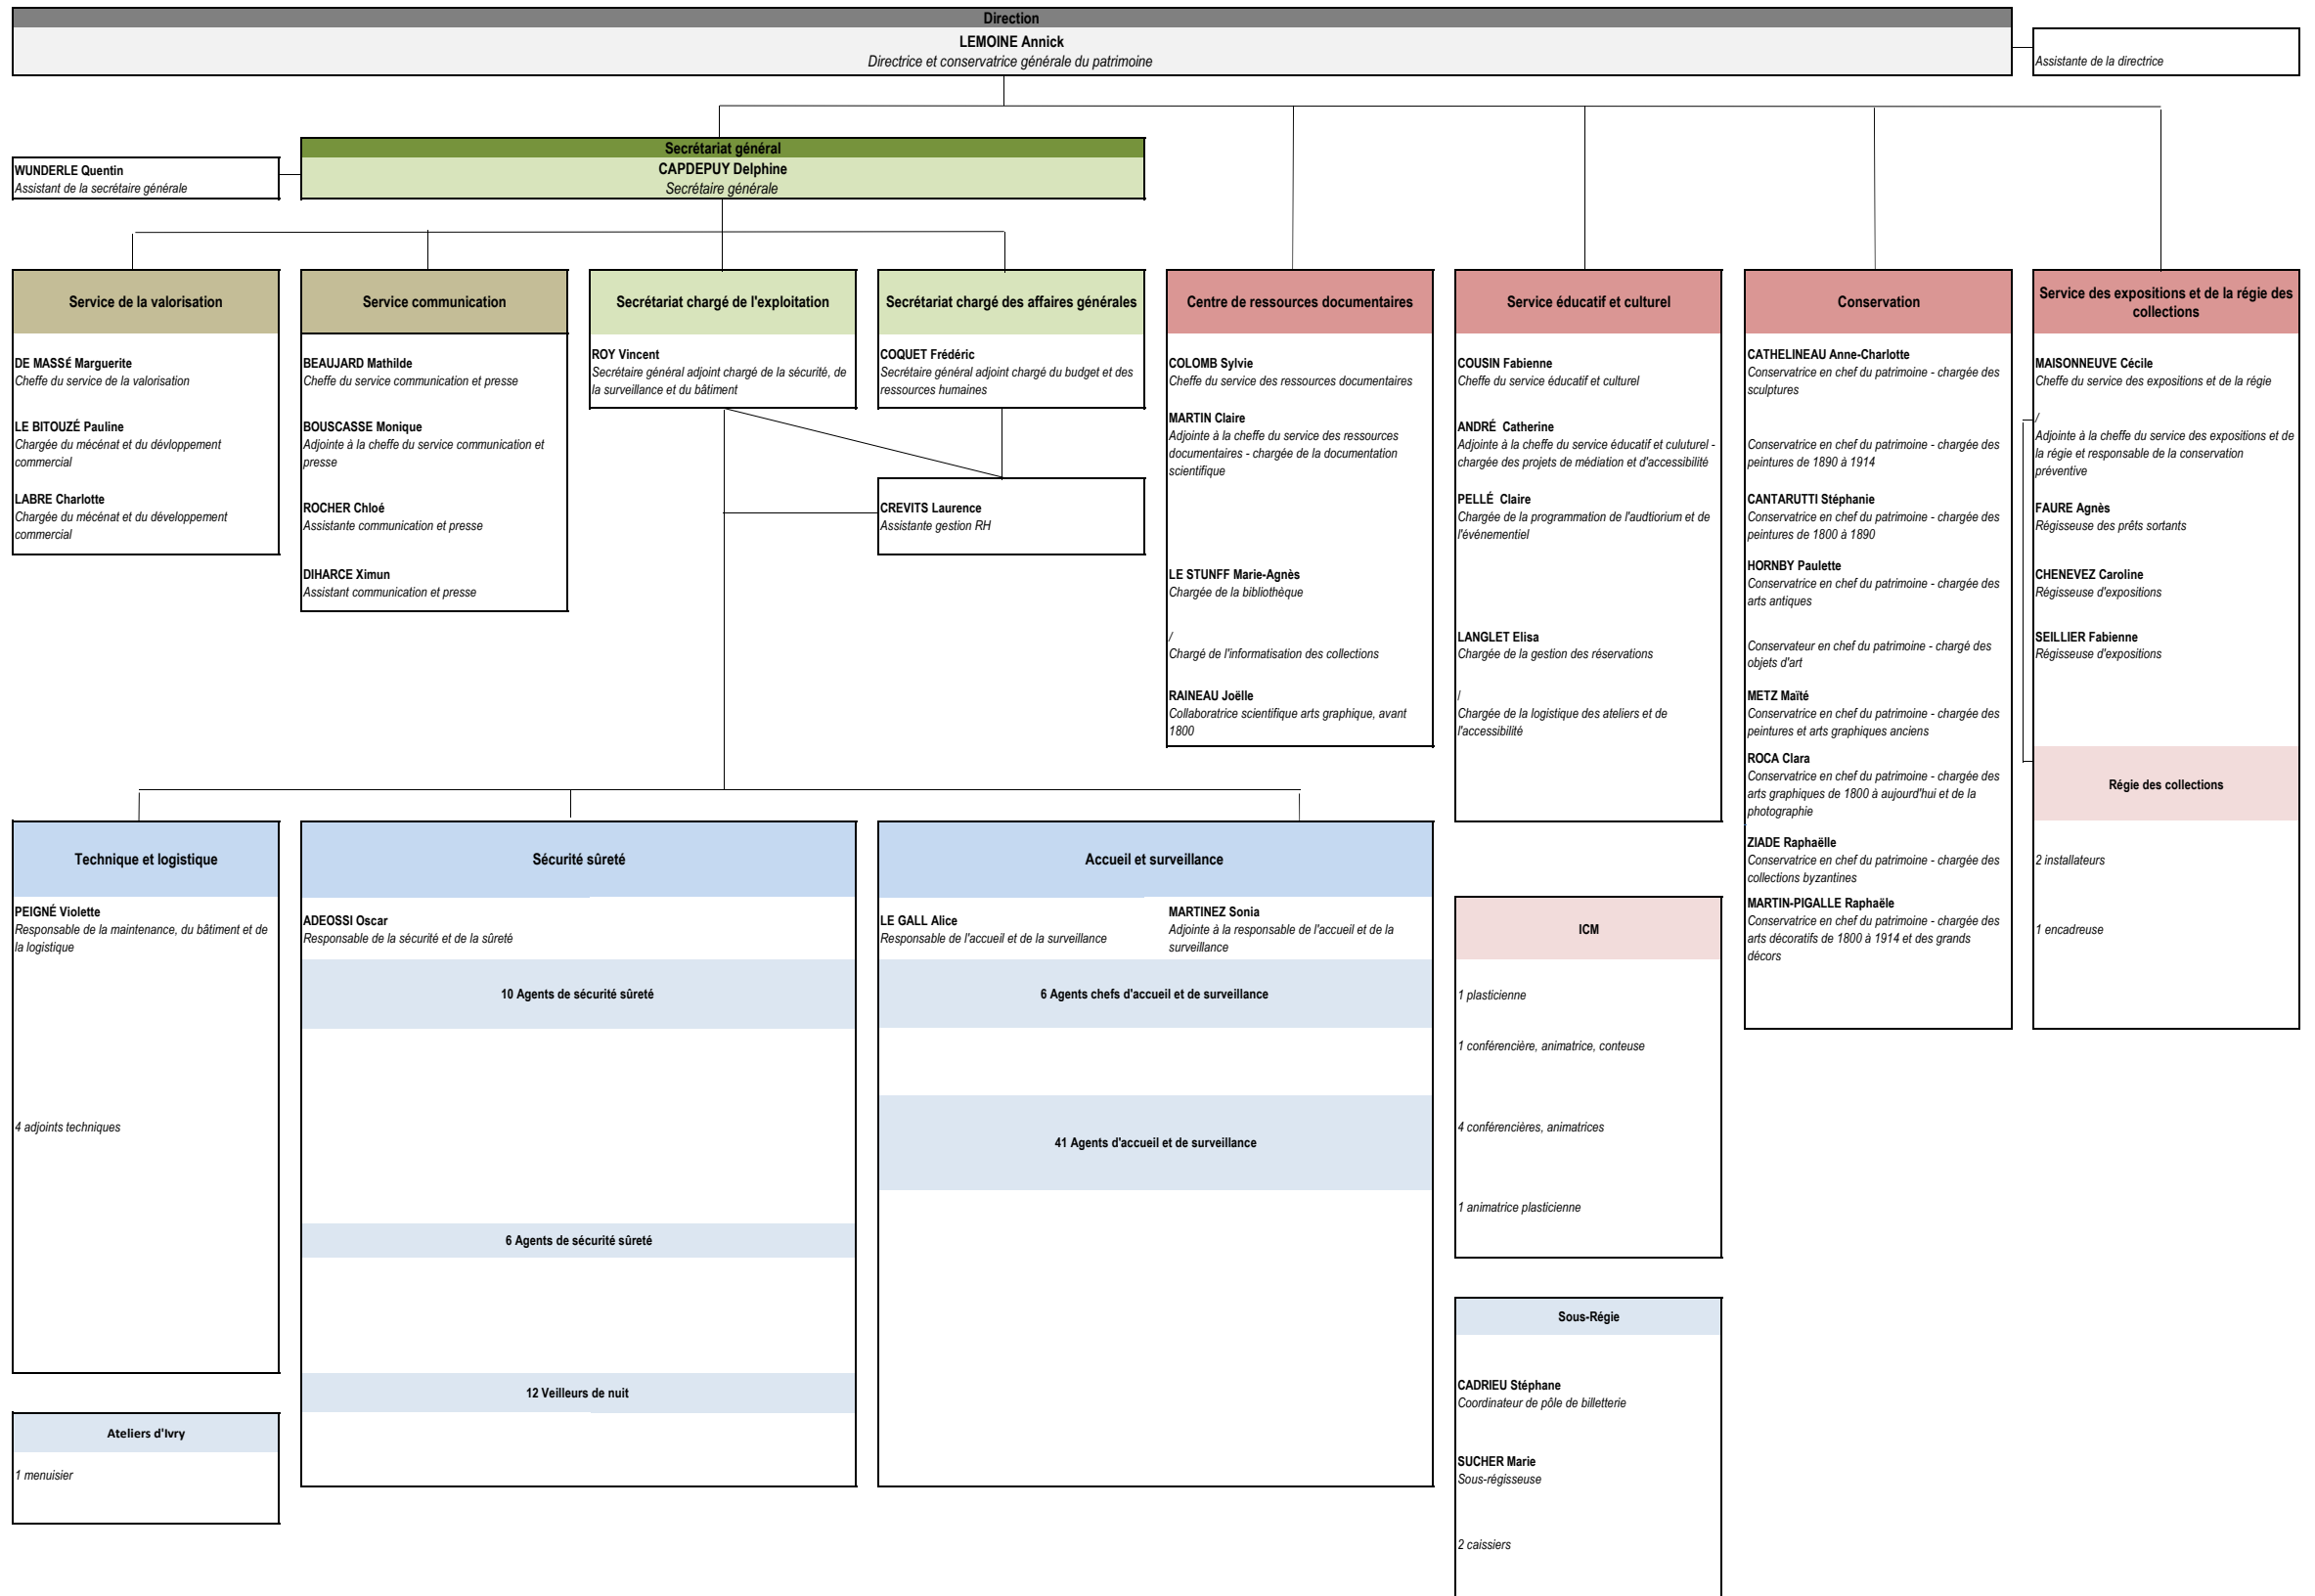 Direction
LEMOINE Annick
Directrice et conservatrice générale du patrimoine
Assistante de la directrice
Secrétariat général
CAPDEPUY Delphine
Secrétaire générale
WUNDERLE Quentin
Assistant de la secrétaire générale
Service de la valorisation
DE MASSÉ Marguerite
Cheffe du service de la valorisation
LE BITOUZÉ Pauline
Chargée du mécénat et du dévloppement
commercial
LABRE Charlotte
Chargée du mécénat et du développement
commercial
Service communication
BEAUJARD Mathilde
Cheffe du service communication et presse
BOUSCASSE Monique
Adjointe à la cheffe du service communication et
presse
ROCHER Chloé
Assistante communication et presse
DIHARCE Ximun
Assistant communication et presse
Secrétariat chargé de l'exploitation
ROY Vincent
Secrétaire général adjoint chargé de la sécurité, de
la surveillance et du bâtiment
Secrétariat chargé des affaires générales
COQUET Frédéric
Secrétaire général adjoint chargé du budget et des
ressources humaines
CREVITS Laurence
Assistante gestion RH
Centre de ressources documentaires
COLOMB Sylvie
Cheffe du service des ressources documentaires
MARTIN Claire
Adjointe à la cheffe du service des ressources
documentaires - chargée de la documentation
scientifique
LE STUNFF Marie-Agnès
Chargée de la bibliothèque
/
Chargé de l'informatisation des collections
RAINEAU Joëlle
Collaboratrice scientifique arts graphique, avant
1800
Service éducatif et culturel
COUSIN Fabienne
Cheffe du service éducatif et culturel
ANDRÉ  Catherine
Adjointe à la cheffe du service éducatif et culuturel -
chargée des projets de médiation et d'accessibilité
PELLÉ  Claire
Chargée de la programation de l'audtiorium et de
l'événementiel
LANGLET Elisa
Chargée de la gestion des réservations
/
Chargée de la logistique des ateliers et de
l'accessibilité
Conservation
CATHELINEAU Anne-Charlotte
Conservatrice en chef du patrimoine - chargée des
sculptures
Conservatrice en chef du patrimoine - chargée des
peintures de 1890 à 1914
CANTARUTTI Stéphanie
Conservatrice en chef du patrimoine - chargée des
peintures de 1800 à 1890
HORNBY Paulette
Conservatrice en chef du patrimoine - chargée des
arts antiques
Conservateur en chef du patrimoine - chargé des
objets d'art
METZ Maïté
Conservatrice en chef du patrimoine - chargée des
peintures et arts graphiques anciens
ROCA Clara
Conservatrice en chef du patrimoine - chargée des
arts graphiques de 1800 à aujourd'hui et de la
photographie
ZIADE Raphaëlle
Conservatrice en chef du patrimoine - chargée des
collections byzantines
MARTIN-PIGALLE Raphaële
Conservatrice en chef du patrimoine - chargée des
arts décoratifs de 1800 à 1914 et des grands
décors
Service des expositions et de la régie des
collections
MAISONNEUVE Cécile
Cheffe du service des expositions et de la régie
/
Adjointe à la cheffe du service des expositions et de
la régie et responsable de la conservation
préventive
FAURE Agnès
Régisseuse des prêts sortants
CHENEVEZ Caroline
Régisseuse d'expositions
SEILLIER Fabienne
Régisseuse d'expositions
Régie des collections
2 installateurs
1 encadreuse
Technique et logistique
PEIGNÉ Violette
Responsable de la maintenance, du bâtiment et de
la logistique
4 adjoints techniques
Ateliers d'Ivry
1 menuisier
Sécurité sûreté
ADEOSSI Oscar
Responsable de la sécurité et de la sûreté
10 Agents de sécurité sûreté
6 Agents de sécurité sûreté
12 Veilleurs de nuit
Accueil et surveillance
LE GALL Alice
Responsable de l'accueil et de la surveillance
MARTINEZ Sonia
Adjointe à la responsable de l'accueil et de la
surveillance
6 Agents chefs d'accueil et de surveillance
41 Agents d'accueil et de surveillance
ICM
1 plasticienne
1 conférencière, animatrice, conteuse
4 conférencières, animatrices
1 animatrice plasticienne
Sous-Régie
CADRIEU Stéphane
Coordinateur de pôle de billetterie
SUCHER Marie
Sous-régisseuse
2 caissiers